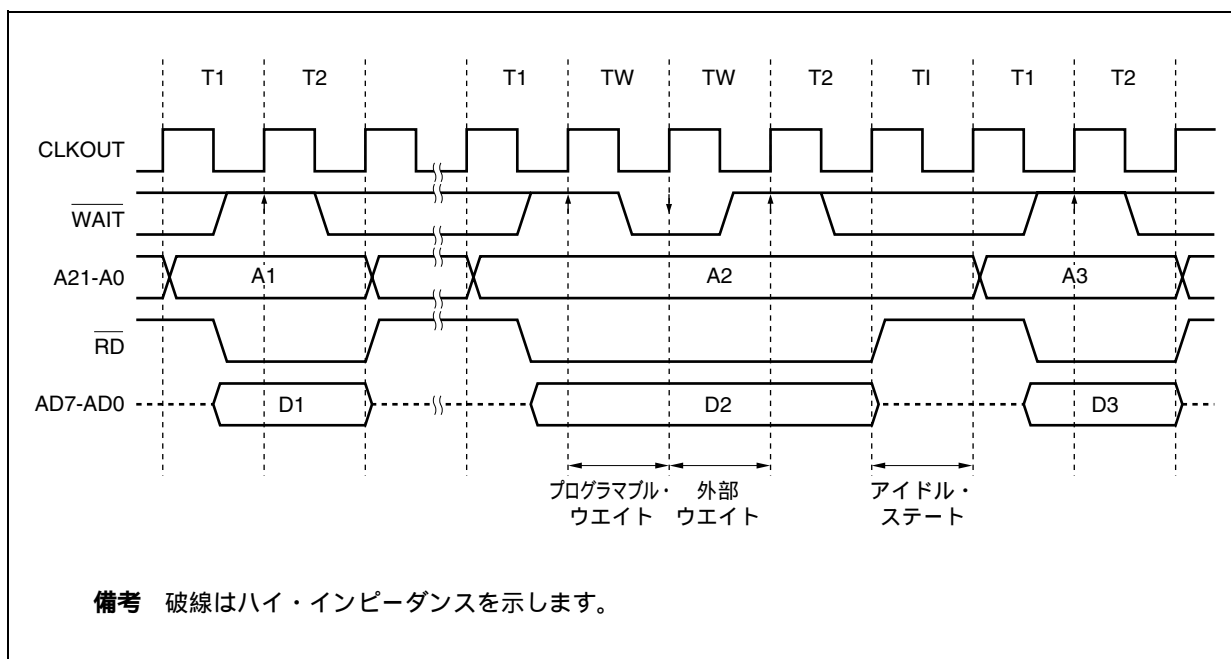 T1 T2 T1 TW TW T2 TI T1 T2
CLKOUT
WAIT
A21-A0 A1 A2 A3
RD
AD7-AD0 D1 D2 D3
プログラマブル・ 外部 アイドル・
ウエイト ウエイト ステート
備考 破線はハイ・インピーダンスを示します。